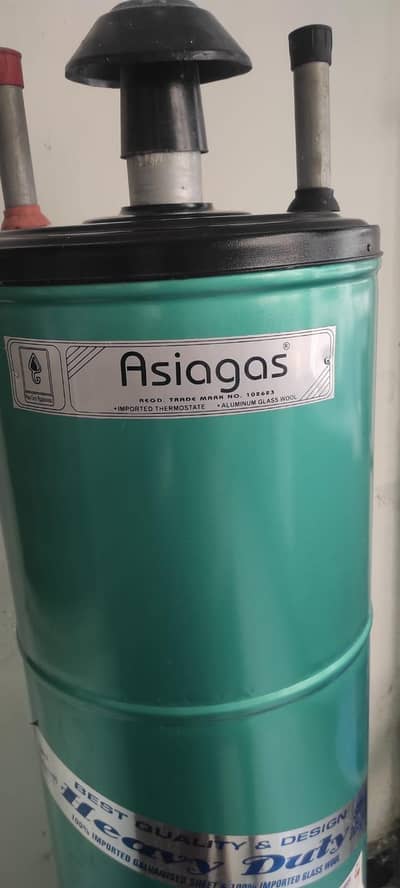 Asiagas®
REGD. TRADE MARK NO. 102623
•IMPORTED THERMOSTATE •ALUMINUM GLASS WOOL
BEST QUALITY & DESIGN
Heavy Duty
100% IMPORTED GALVANISED SHEET & 100% IMPORTED GLASS WOOL